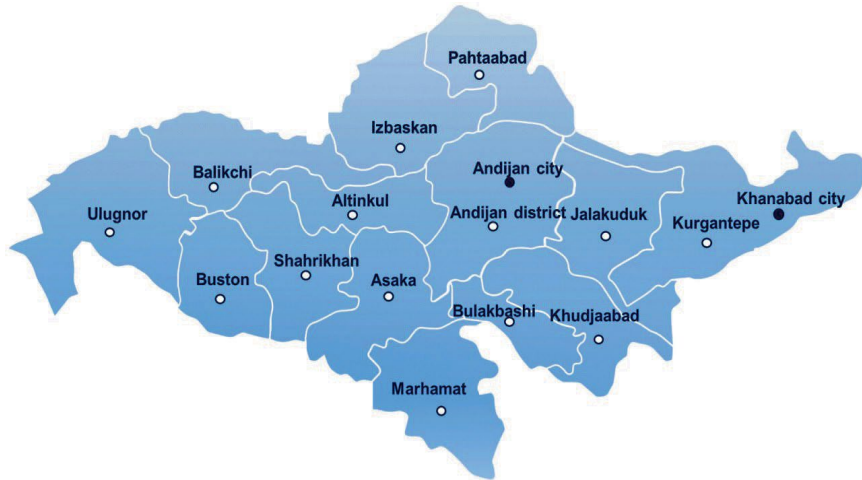 Pahtaabad
Izbaskan
Andijan city
Balikchi
Khanabad city
Altinkul
Ulugnor
Andijan district
Jalakuduk
Kurgantepe
Shahrikhan
Buston
Asaka
Bulakbashi
Khudjaabad
Marhamat